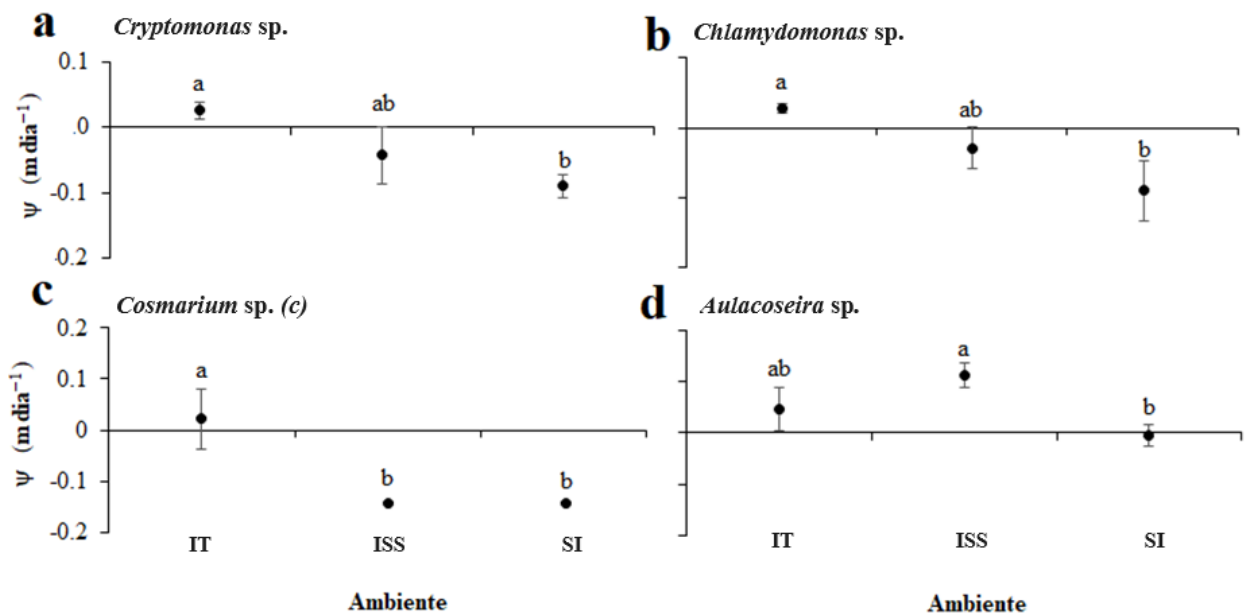 a Cryptomonas sp.
b Chlamydomonas sp.
0.1
.0
-0.1
0.2
ψ (m dia⁻¹)
a
ab
b
a
ab
b
c Cosmarium sp. (c)
d Aulacoseira sp.
0.2
0.1
0
-0.1
-0.2
ψ (m dia⁻¹)
a
b
b
ab
a
b
IT ISS SI
IT ISS SI
Ambiente
Ambiente